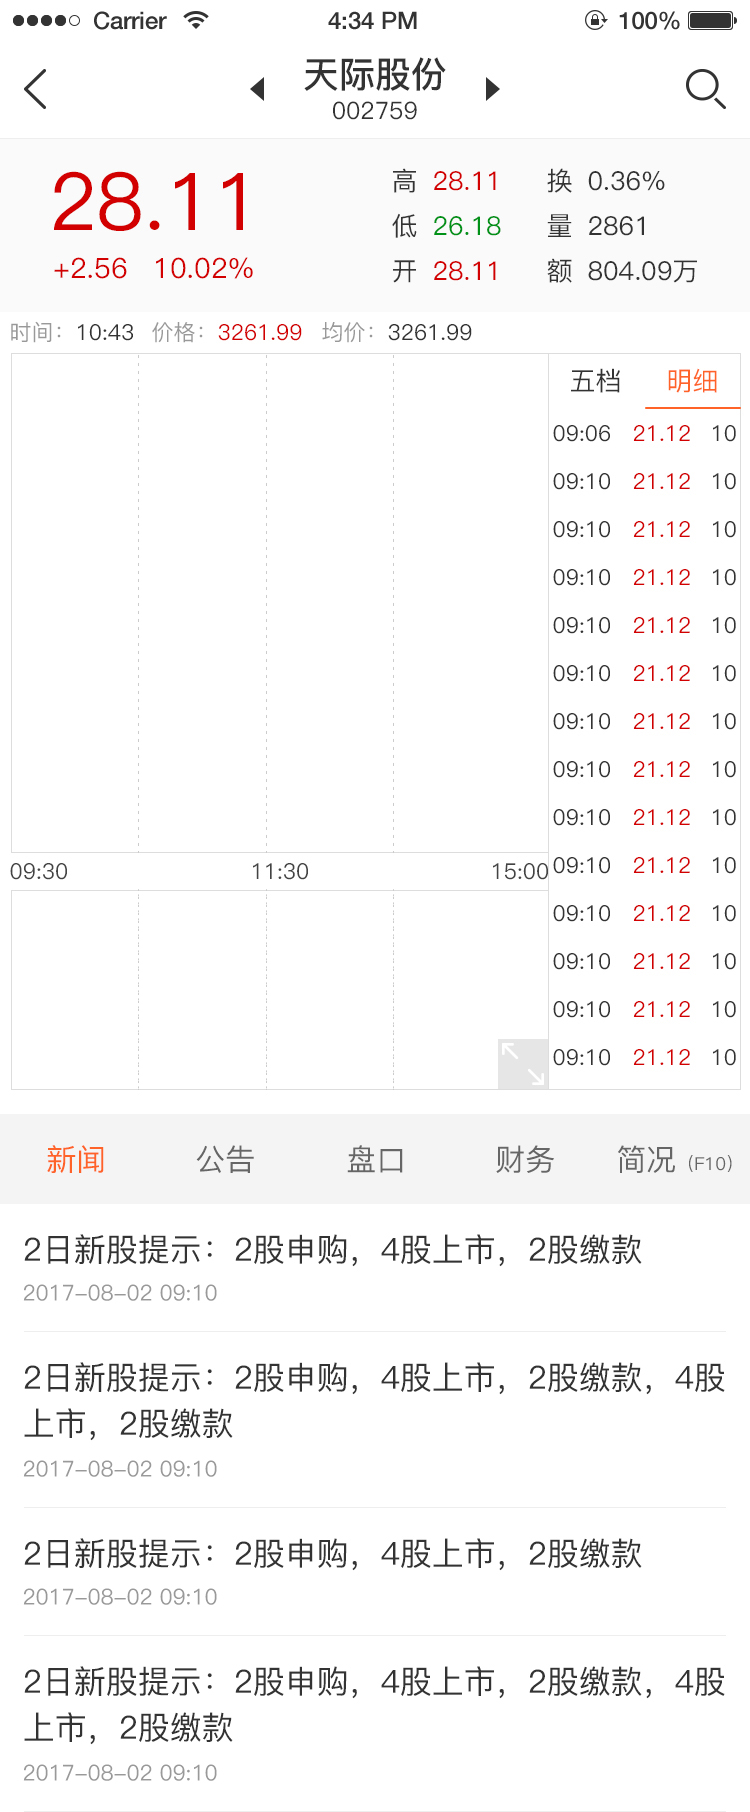 Carrier 4:34 PM 100%
天际股份
002759
28.11
+2.56 10.02%
高 28.11 换 0.36%
低 26.18 量 2861
开 28.11 额 804.09万
时间: 10:43 价格: 3261.99 均价: 3261.99
五档 明细
09:06 21.12 10
09:10 21.12 10
09:10 21.12 10
09:10 21.12 10
09:10 21.12 10
09:10 21.12 10
09:10 21.12 10
09:10 21.12 10
09:10 21.12 10
09:10 21.12 10
09:10 21.12 10
09:10 21.12 10
09:10 21.12 10
09:10 21.12 10
09:30 11:30 15:00
新闻 公告 盘口 财务 简况 (F10)
2日新股提示：2股申购，4股上市，2股缴款
2017-08-02 09:10
2日新股提示：2股申购，4股上市，2股缴款，4股
上市，2股缴款
2017-08-02 09:10
2日新股提示：2股申购，4股上市，2股缴款
2017-08-02 09:10
2日新股提示：2股申购，4股上市，2股缴款，4股
上市，2股缴款
2017-08-02 09:10